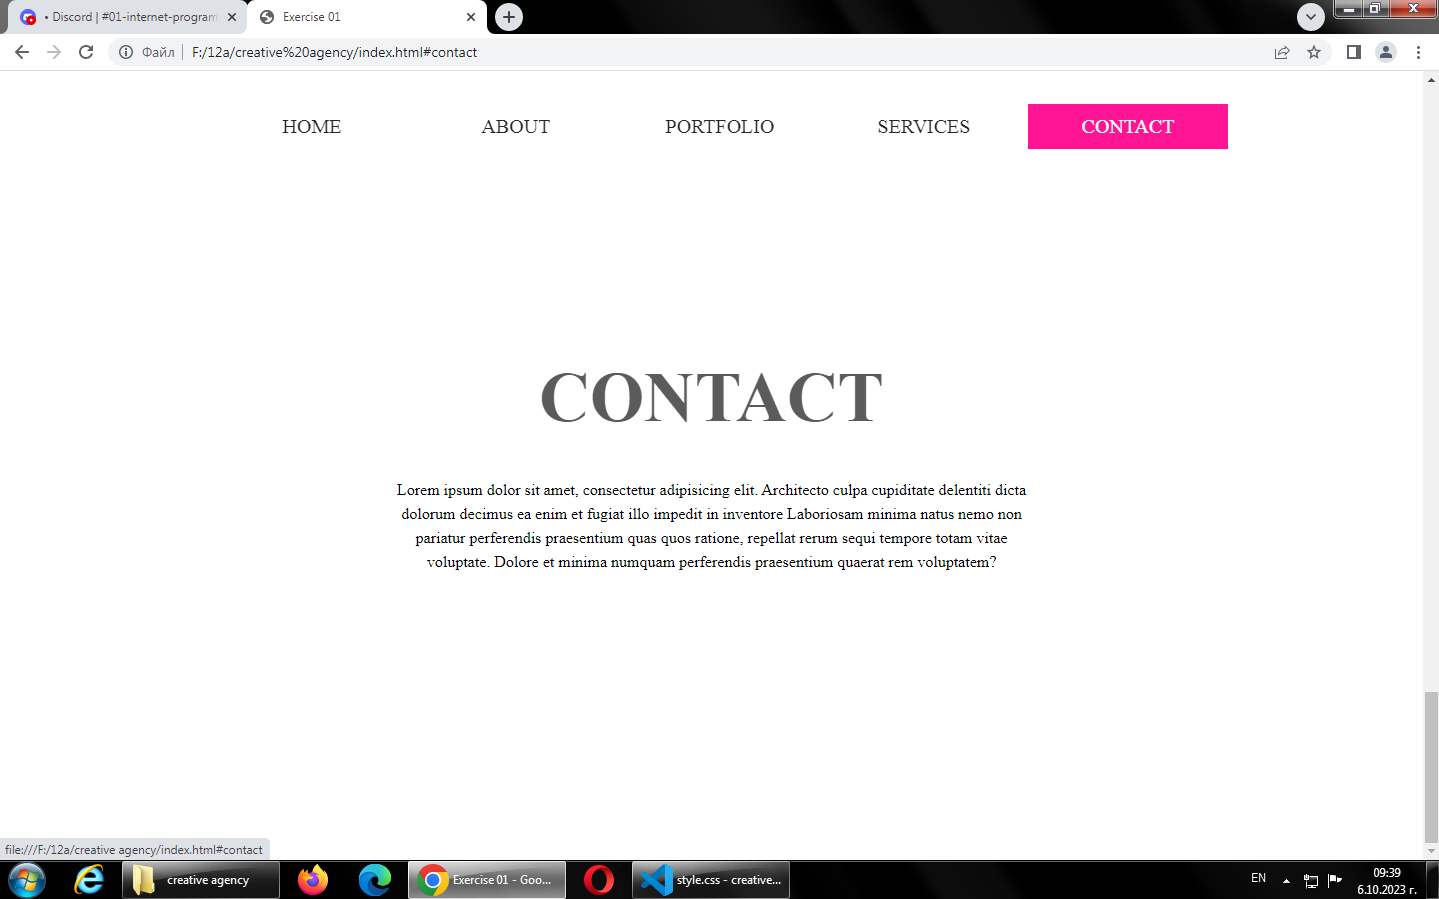 • Discord | #01-internet-program
Exercise 01
Файл
F:/12a/creative%20agency/index.html#contact
HOME
ABOUT
PORTFOLIO
SERVICES
CONTACT
CONTACT
Lorem ipsum dolor sit amet, consectetur adipisicing elit. Architecto culpa cupiditate delentiti dicta
dolorum decimus ea enim et fugiat illo impedit in inventore Laboriosam minima natus nemo non
pariatur perferendis praesentium quas quos ratione, repellat rerum sequi tempore totam vitae
voluptate. Dolore et minima numquam perferendis praesentium quaerat rem voluptatem?
file:///F:/12a/creative agency/index.html#contact
creative agency
Exercise 01 - Goo...
style.css - creative...
EN
09:39
6.10.2023 г.